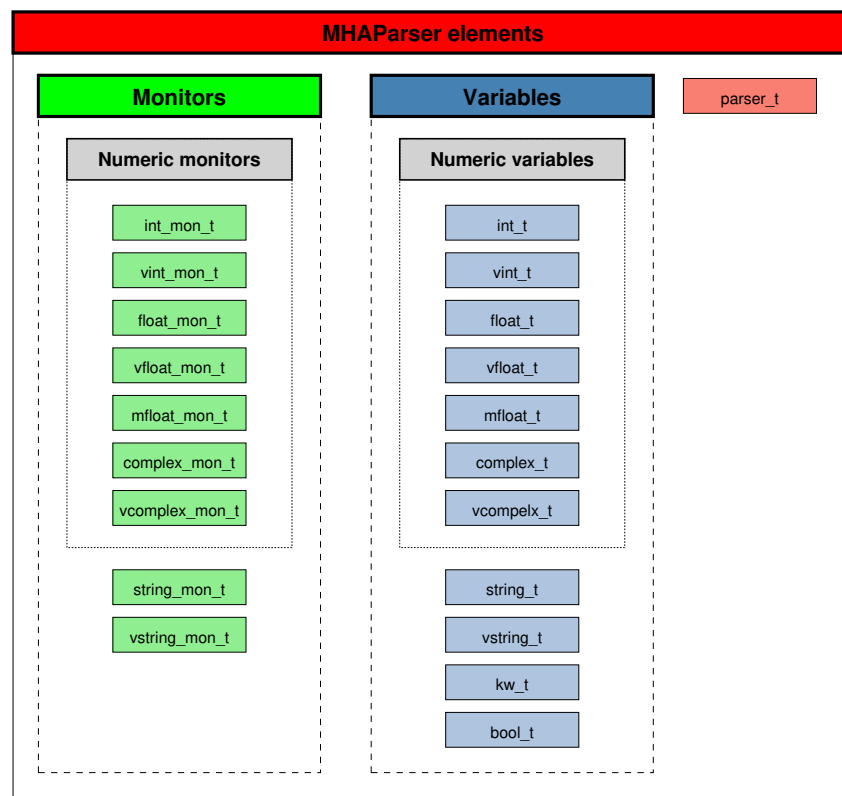 MHAParser elements
Monitors
Numeric monitors
int_mon_t
vint_mon_t
float_mon_t
vfloat_mon_t
mfloat_mon_t
complex_mon_t
vcomplex_mon_t
string_mon_t
vstring_mon_t
Variables
Numeric variables
int_t
vint_t
float_t
vfloat_t
mfloat_t
complex_t
vcompelx_t
string_t
vstring_t
kw_t
bool_t
parser_t